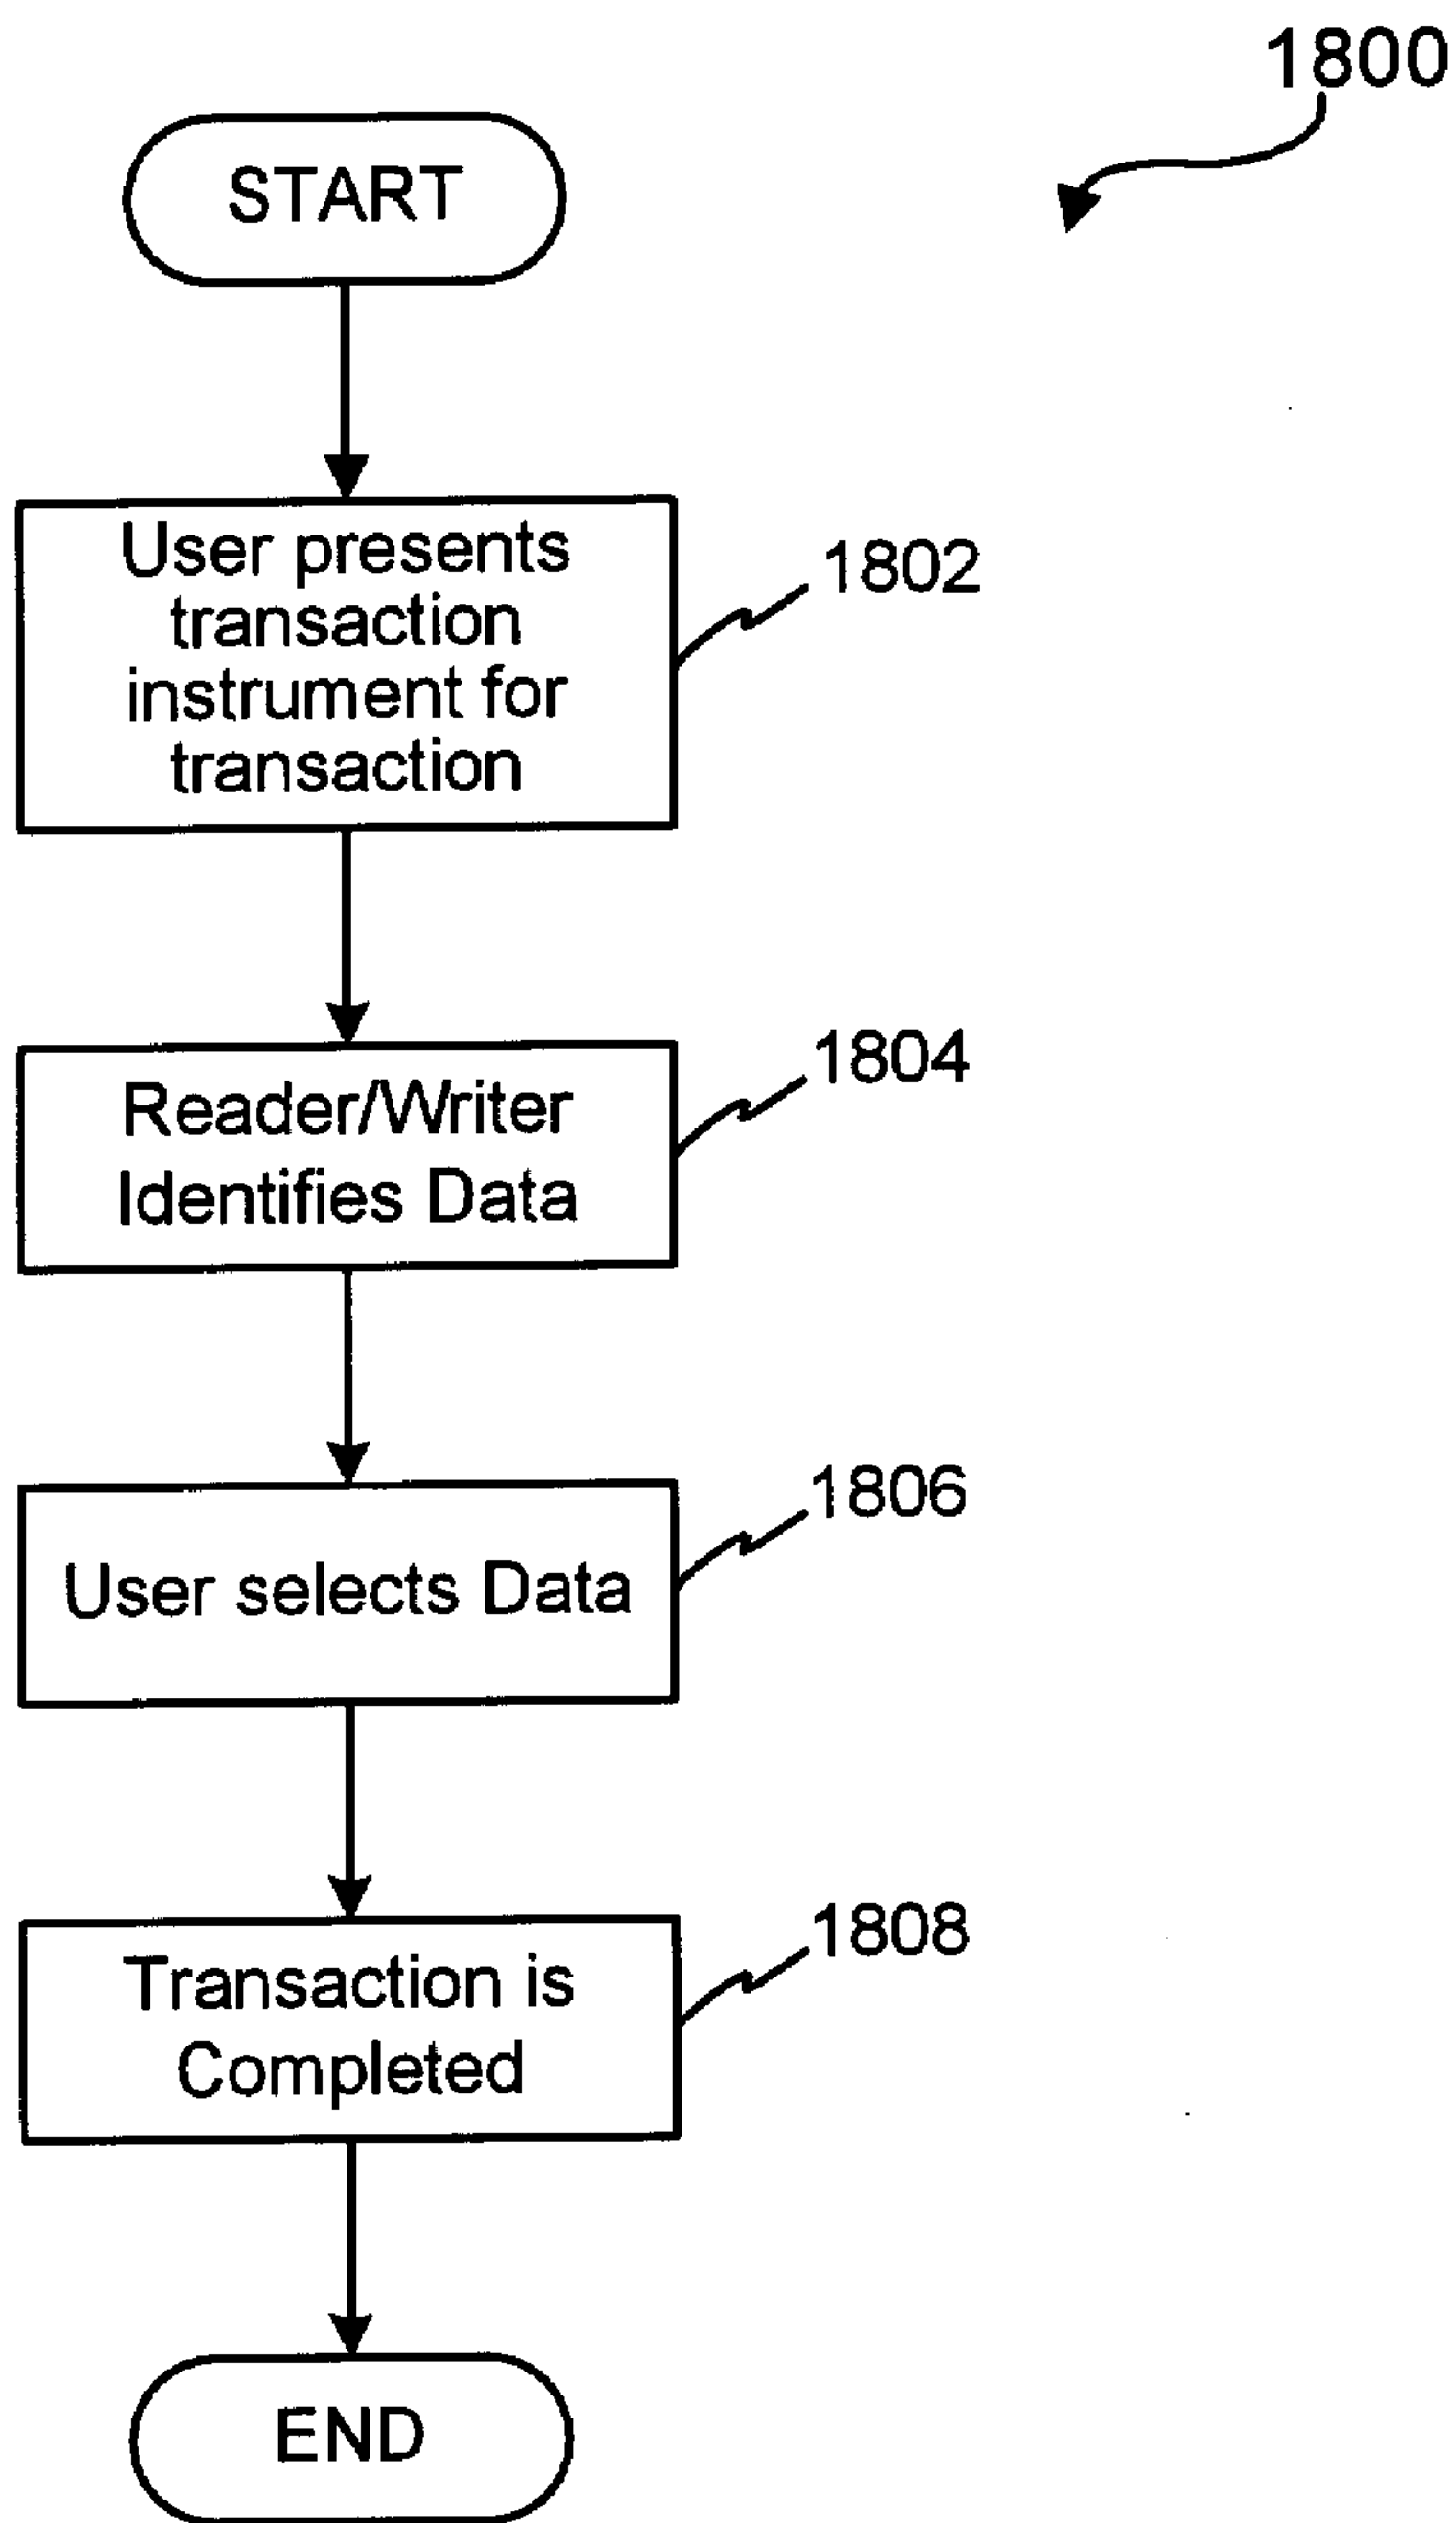 1800
START
User presents
transaction
instrument for
transaction
1802
Reader/Writer
Identifies Data
1804
User selects Data
1806
Transaction is
Completed
1808
END